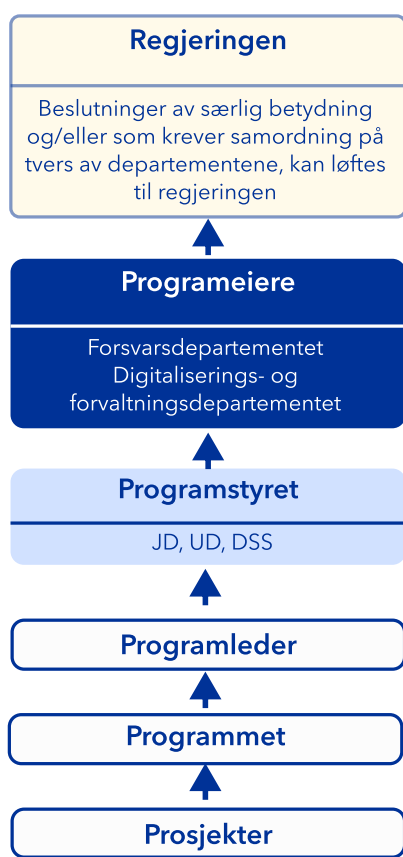 Regjeringen
Beslutninger av særlig betydning
og/eller som krever samordning på
tvers av departementene, kan løftes
til regjeringen
Programeiere
Forsvarsdepartementet
Digitaliserings- og
forvaltningsdepartementet
Programstyret
JD, UD, DSS
Programleder
Programmet
Prosjekter